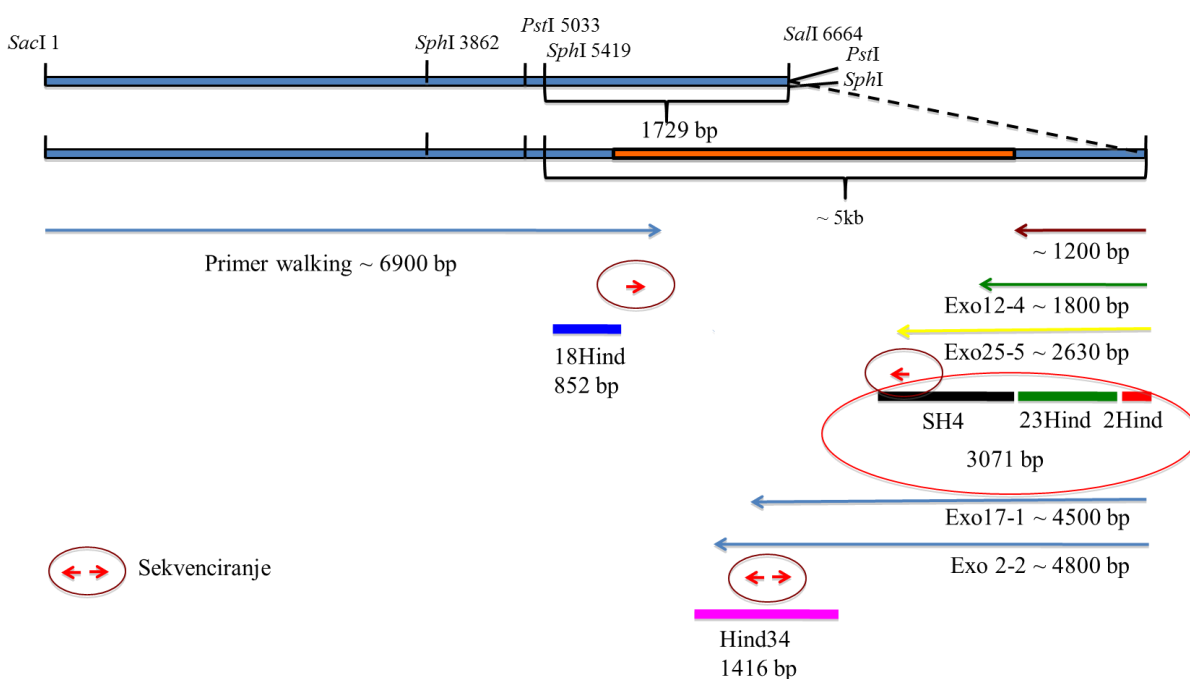 SacI 1
SphI 3862
PstI 5033
SphI 5419
SalI 6664
PstI
SphI
1729 bp
~ 5kb
Primer walking ~ 6900 bp
~ 1200 bp
Exo12-4 ~ 1800 bp
Exo25-5 ~ 2630 bp
18Hind
852 bp
SH4
23Hind
2Hind
3071 bp
Exo17-1 ~ 4500 bp
Exo 2-2 ~ 4800 bp
Sekvenciranje
Hind34
1416 bp